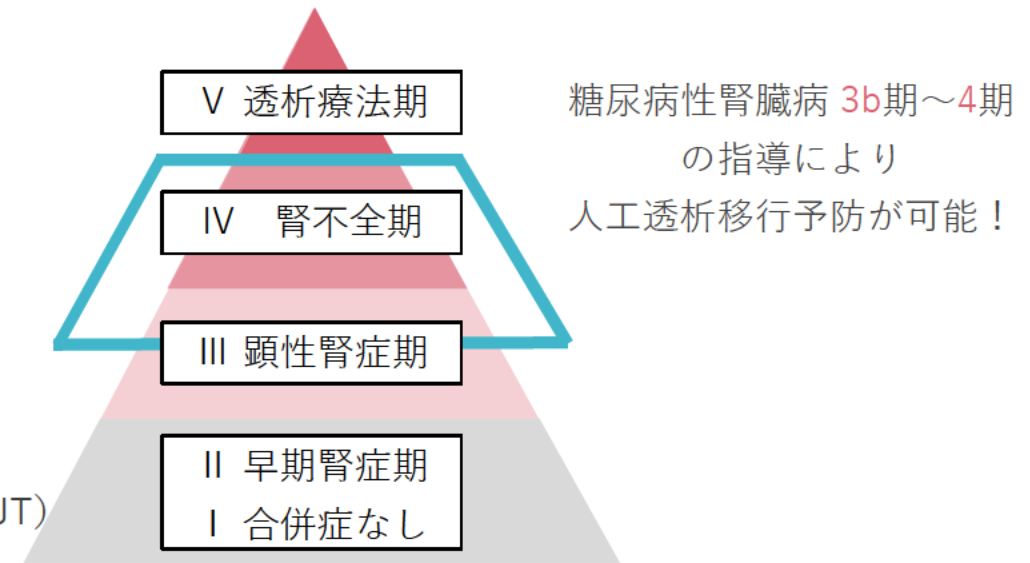 Ⅴ 透析療法期
糖尿病性腎臓病 3b期～4期
の指導により
人工透析移行予防が可能！
Ⅳ 腎不全期
Ⅲ 顕性腎症期
Ⅱ 早期腎症期
Ⅰ 合併症なし
UT)